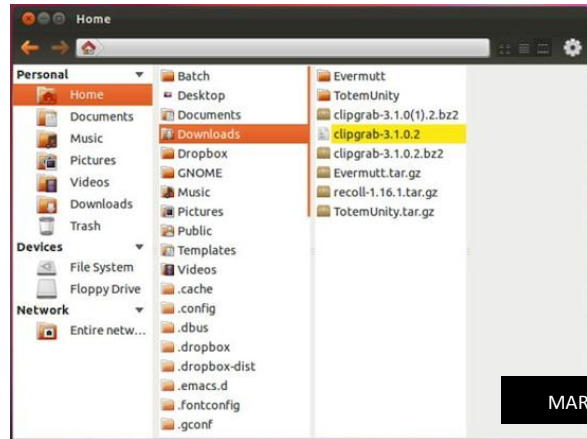 Home
Personal
Home
Documents
Music
Pictures
Videos
Downloads
Trash
Devices
File System
Floppy Drive
Network
Entire netw...
Batch
Desktop
Documents
Downloads
Dropbox
GNOME
Music
Pictures
Public
Templates
Videos
.cache
.config
.dbus
.dropbox
.dropbox-dist
.emacs.d
.fontconfig
.gconf
Evermutt
TotemUnity
clipgrab-3.1.0(1).2.bz2
clipgrab-3.1.0.2
clipgrab-3.1.0.2.bz2
Evermutt.tar.gz
recoll-1.16.1.tar.gz
TotemUnity.tar.gz
MAR